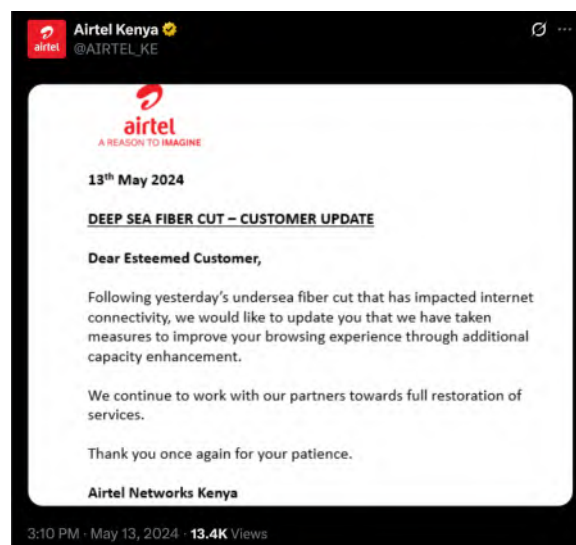 Airtel Kenya
airtel
@AIRTEL_KE
airtel
A REASON TO IMAGINE
13th May 2024
DEEP SEA FIBER CUT – CUSTOMER UPDATE
Dear Esteemed Customer,
Following yesterday's undersea fiber cut that has impacted internet
connectivity, we would like to update you that we have taken
measures to improve your browsing experience through additional
capacity enhancement.
We continue to work with our partners towards full restoration of
services.
Thank you once again for your patience.
Airtel Networks Kenya
3:10 PM · May 13, 2024 · 13.4K Views